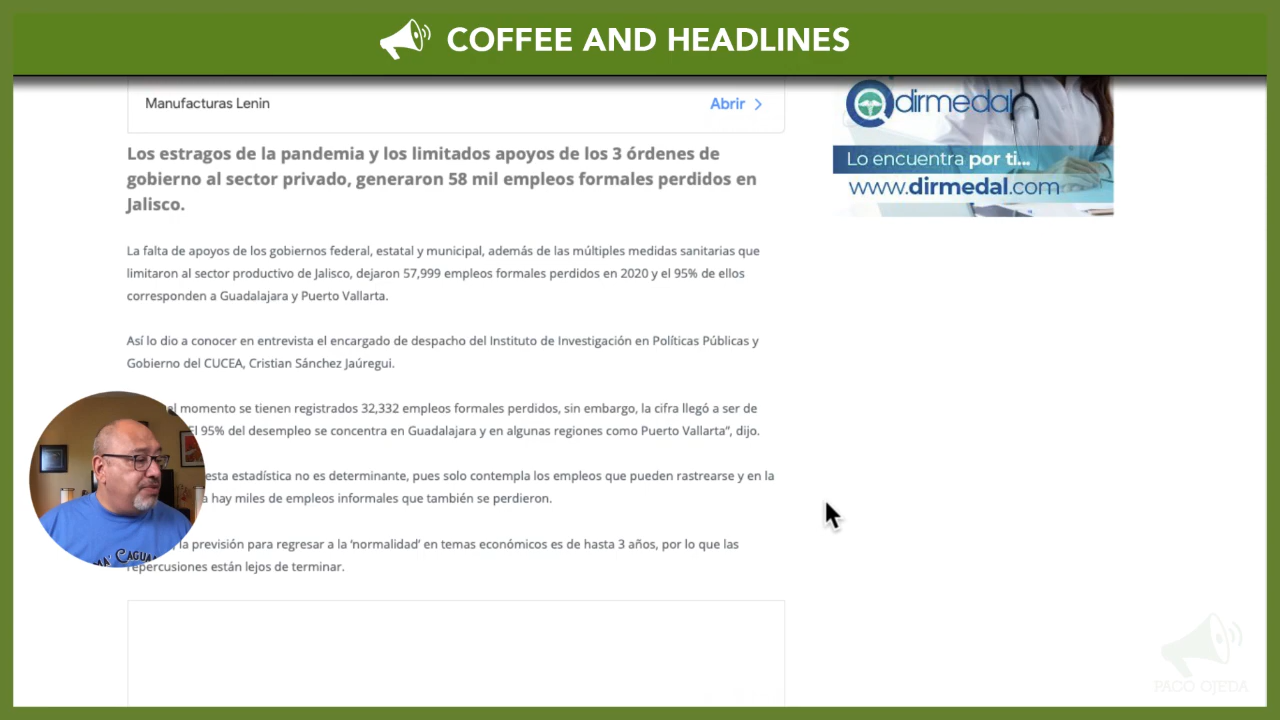 COFFEE AND HEADLINES
Manufacturas Lenin
Abrir
dirmedal
Lo encuentra por ti...
www.dirmedal.com
Los estragos de la pandemia y los limitados apoyos de los 3 órdenes de
gobierno al sector privado, generaron 58 mil empleos formales perdidos en
Jalisco.
La falta de apoyos de los gobiernos federal, estatal y municipal, además de las múltiples medidas sanitarias que
limitaron al sector productivo de Jalisco, dejaron 57,999 empleos formales perdidos en 2020 y el 95% de ellos
corresponden a Guadalajara y Puerto Vallarta.
Así lo dio a conocer en entrevista el encargado de despacho del Instituto de Investigación en Políticas Públicas y
Gobierno del CUCEA, Cristian Sánchez Jaúregui.
al momento se tienen registrados 32,332 empleos formales perdidos, sin embargo, la cifra llegó a ser de
El 95% del desempleo se concentra en Guadalajara y en algunas regiones como Puerto Vallarta”, dijo.
esta estadística no es determinante, pues solo contempla los empleos que pueden rastrearse y en la
hay miles de empleos informales que también se perdieron.
la previsión para regresar a la ‘normalidad’ en temas económicos es de hasta 3 años, por lo que las
repercusiones están lejos de terminar.
CAGUA
PACO OJEDA